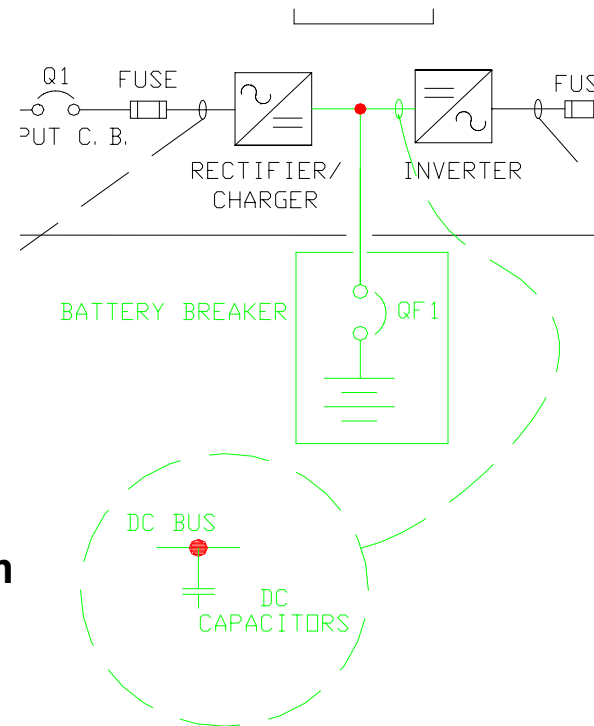 Q1
FUSE
FUS
PUT C. B.
RECTIFIER/
CHARGER
INVERTER
BATTERY BREAKER
QF1
DC BUS
n
DC
CAPACITORS